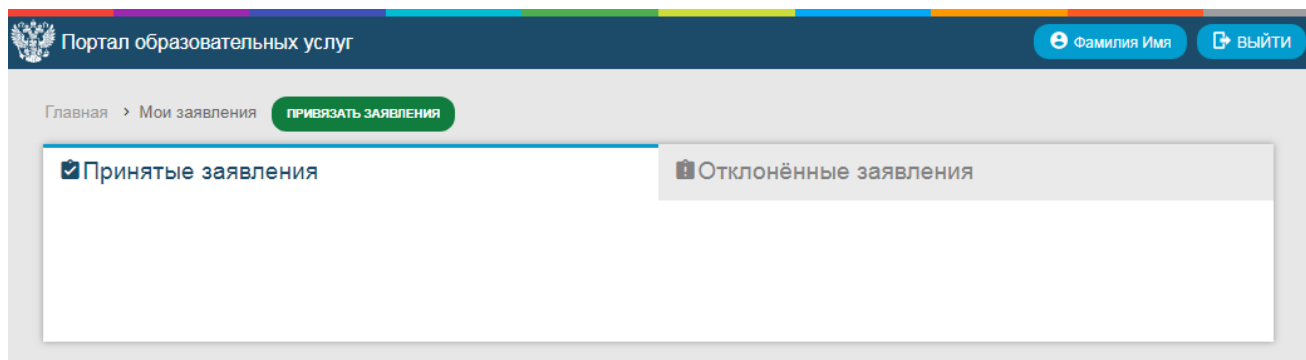 Портал образовательных услуг
Фамилия Имя
ВЫЙТИ
Главная > Мои заявления
ПРИВЯЗАТЬ ЗАЯВЛЕНИЯ
Принятые заявления
Отклонённые заявления